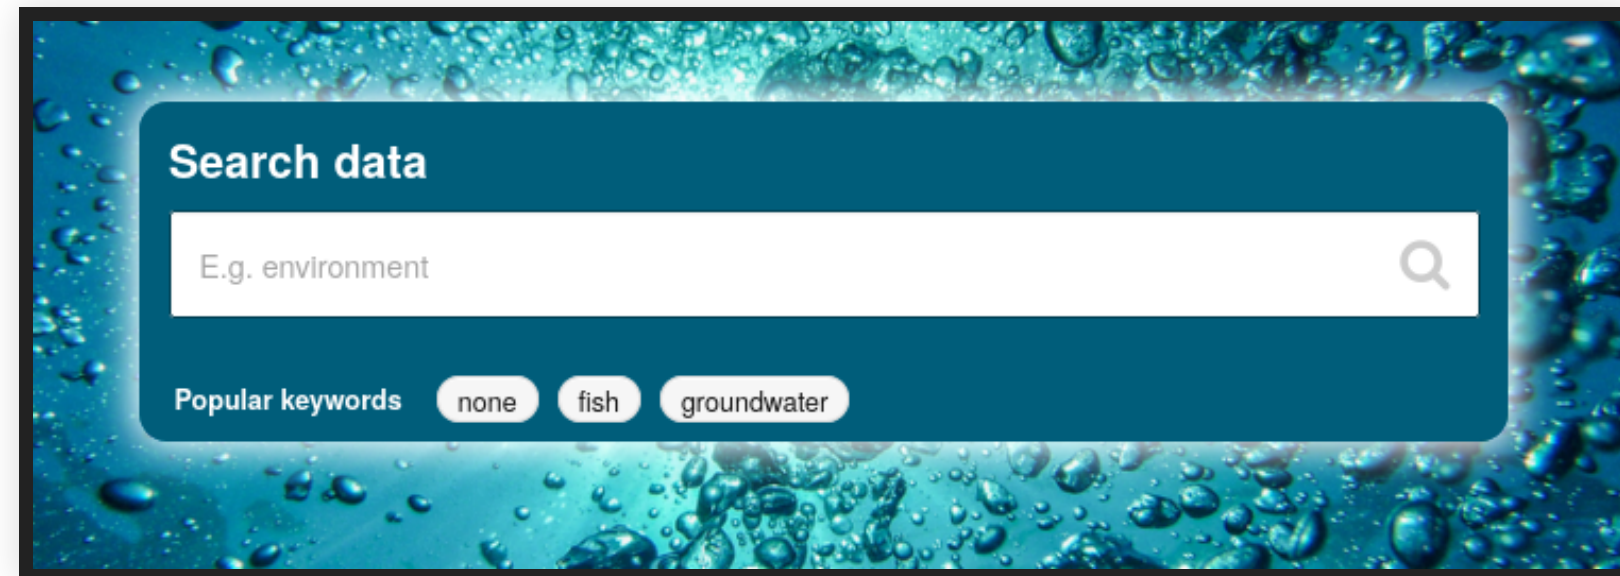 Search data
E.g. environment
Popular keywords none fish groundwater